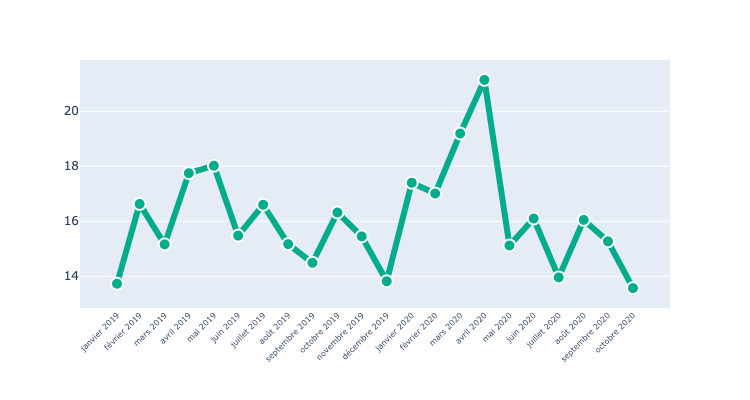 20
18
16
14
janvier 2019
février 2019
mars 2019
avril 2019
mai 2019
juin 2019
juillet 2019
août 2019
septembre 2019
octobre 2019
novembre 2019
décembre 2019
janvier 2020
février 2020
mars 2020
avril 2020
mai 2020
juin 2020
juillet 2020
août 2020
septembre 2020
octobre 2020